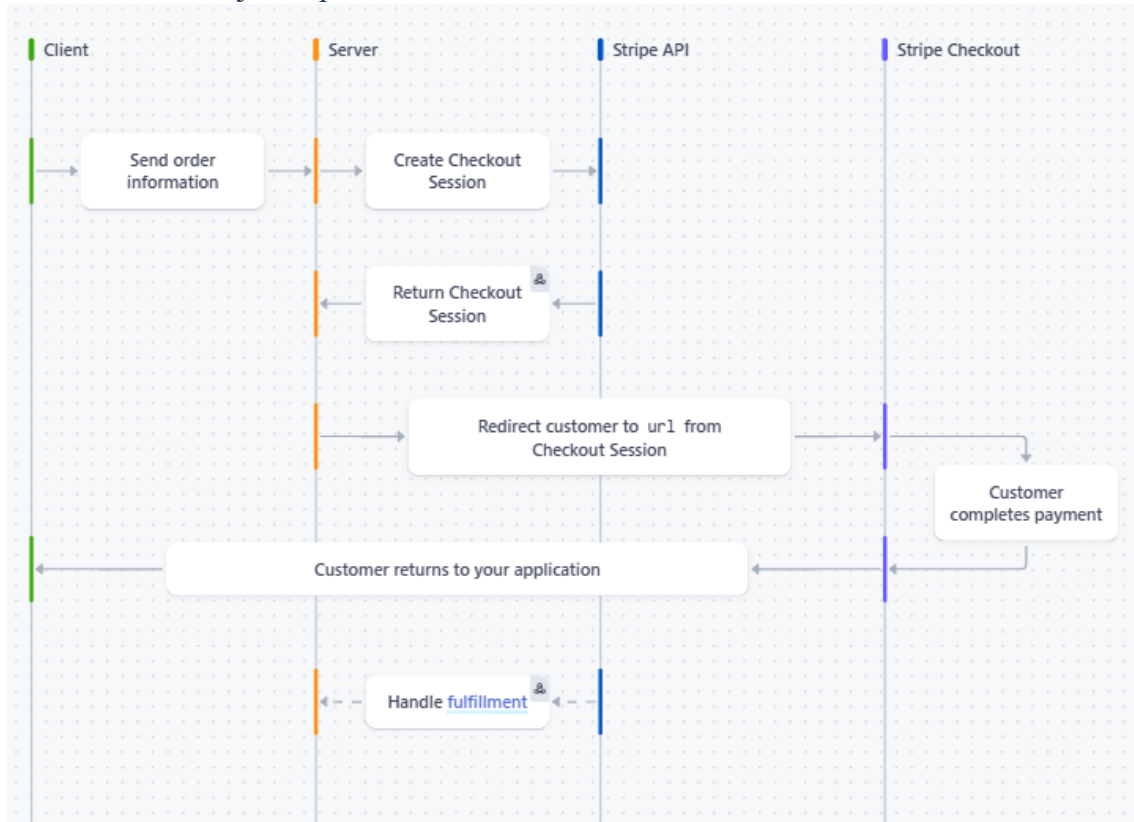 Client
Server
Stripe API
Stripe Checkout
Send order
information
Create Checkout
Session
Return Checkout
Session
Redirect customer to url from
Checkout Session
Customer
completes payment
Customer returns to your application
Handle fulfillment